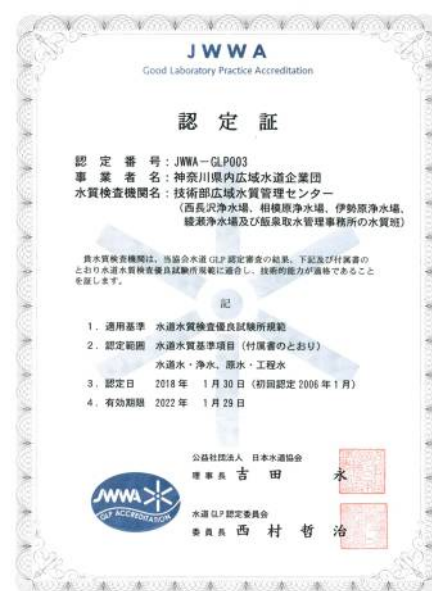 JWWA
Good Laboratory Practice Accreditation
認定証
認定番号：JWWA－GLP003
事業者名：神奈川県内広域水道企業団
水質検査機関名：技術部広域水質管理センター
（西長沢浄水場、相模原浄水場、伊勢原浄水場、
綾瀬浄水場及び飯泉取水管理事務所の水質班）
貴水質検査機関は、当協会水道 GLP 認定審査の結果、下記及び付属書の
とおり水道水質検査優良試験所規範に適合し、技術的能力が適格であること
を証します。
記
1．適用基準 水道水質検査優良試験所規範
2．認定範囲 水道水質基準項目（付属書のとおり）
水道水・浄水、原水・工程水
3．認定日 2018年 1月30日（初回認定 2006年1月）
4．有効期限 2022年 1月29日
公益社団法人 日本水道協会
理事長 吉田 永
水道 GLP 認定委員会
委員長 西村 哲治
JWWA
GLP ACCREDITATION